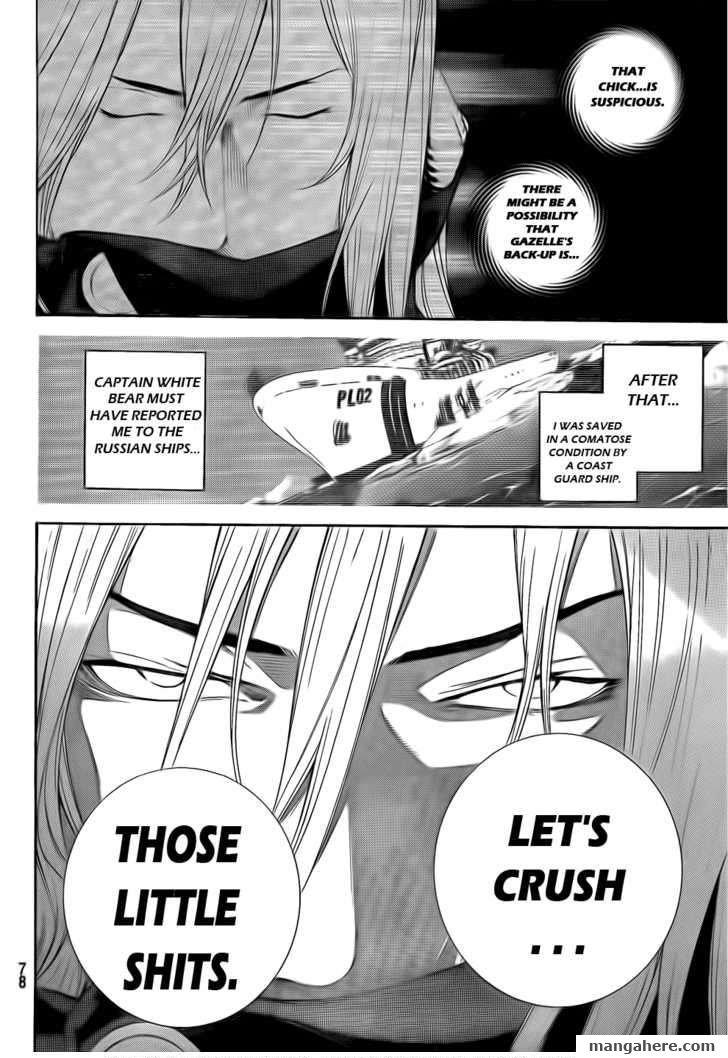 THAT
CHICK...IS
SUSPICIOUS.
THERE
MIGHT BE A
POSSIBILITY
THAT
GAZELLE'S
BACK-UP IS...
AFTER
THAT...
I WAS SAVED
IN A COMATOSE
CONDITION BY
A COAST
GUARD SHIP.
PL02
CAPTAIN WHITE
BEAR MUST
HAVE REPORTED
ME TO THE
RUSSIAN SHIPS...
LET'S
CRUSH
...
THOSE
LITTLE
SHITS.
78
mangahere.com